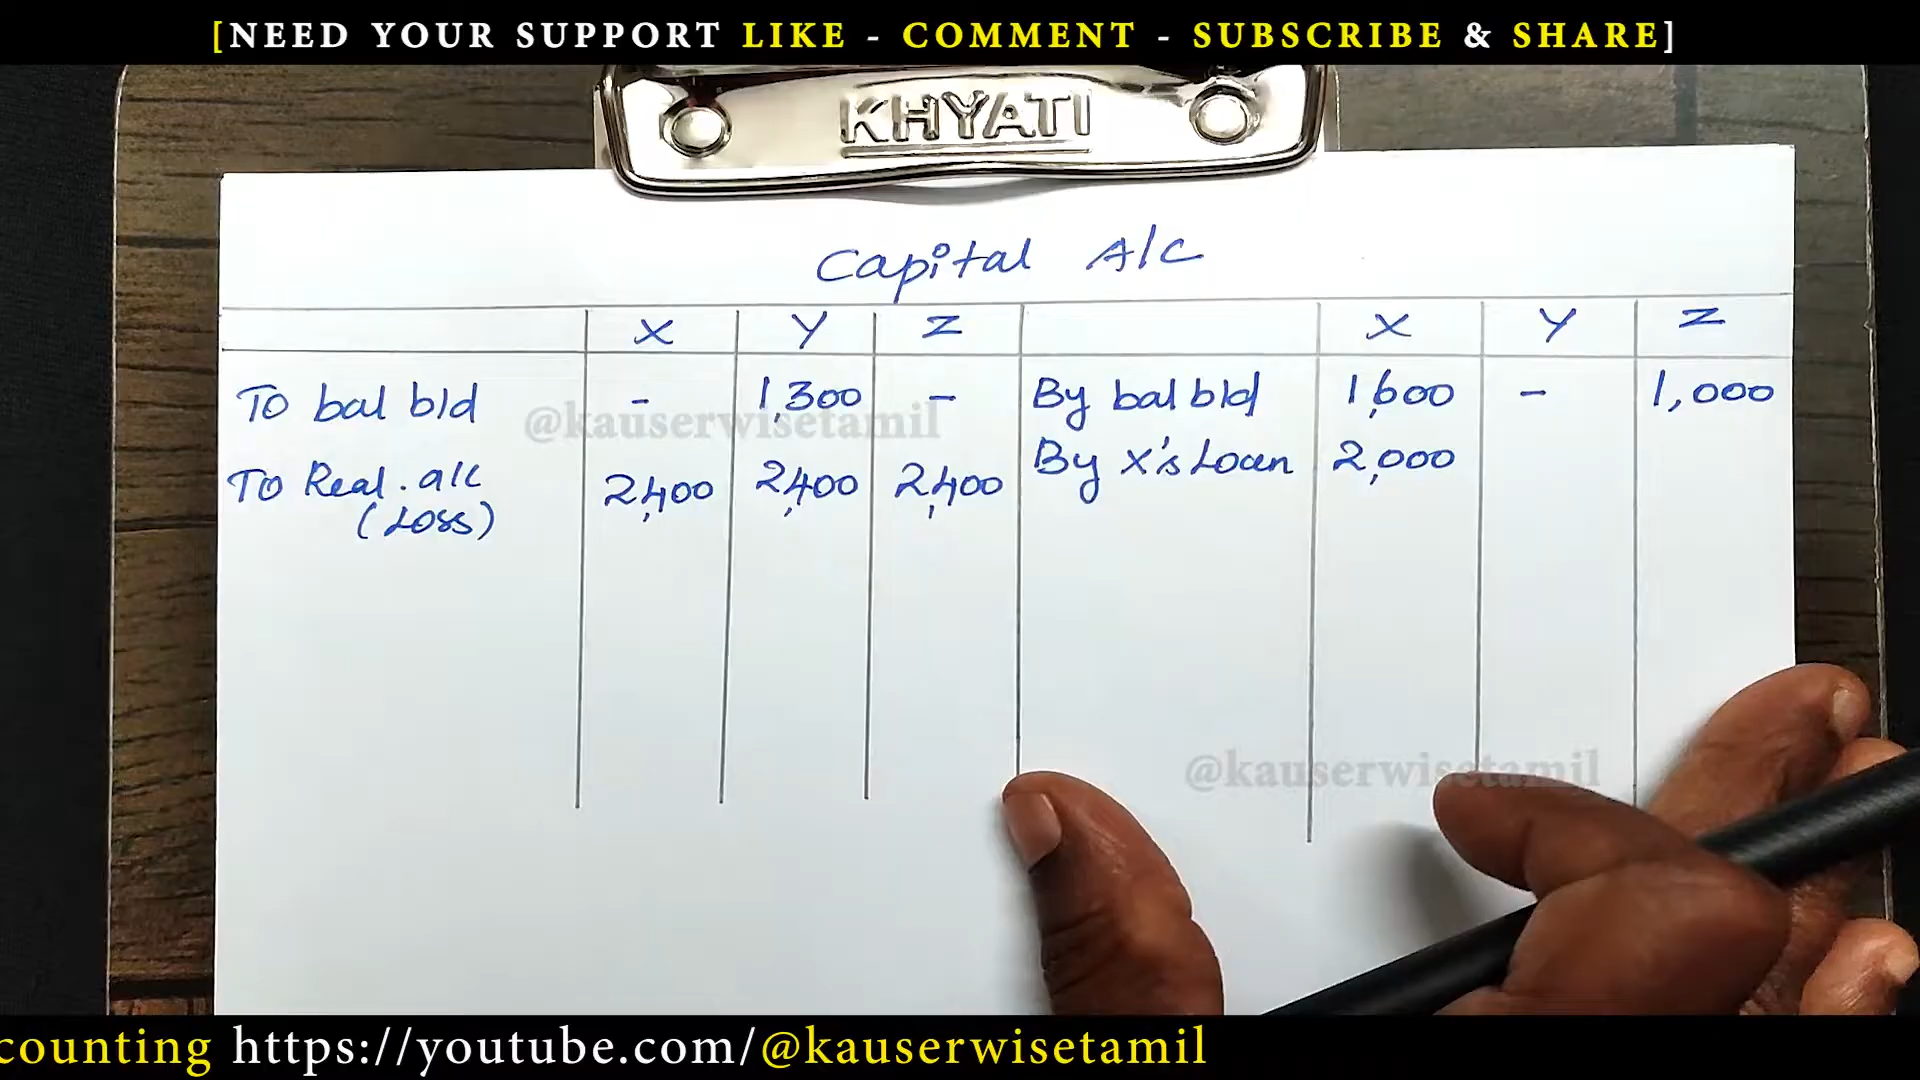 [NEED YOUR SUPPORT LIKE - COMMENT - SUBSCRIBE & SHARE]
KHYATI
Capital A/C
X Y Z X Y Z
To bal b/d - 1,300 - By bal b/d 1,600 - 1,000
@kauserwisetamil
To Real. a/c 2,400 2,400 2,400 By X's Loan 2,000
(Loss)
@kauserwisetamil
counting https://youtube.com/@kauserwisetamil